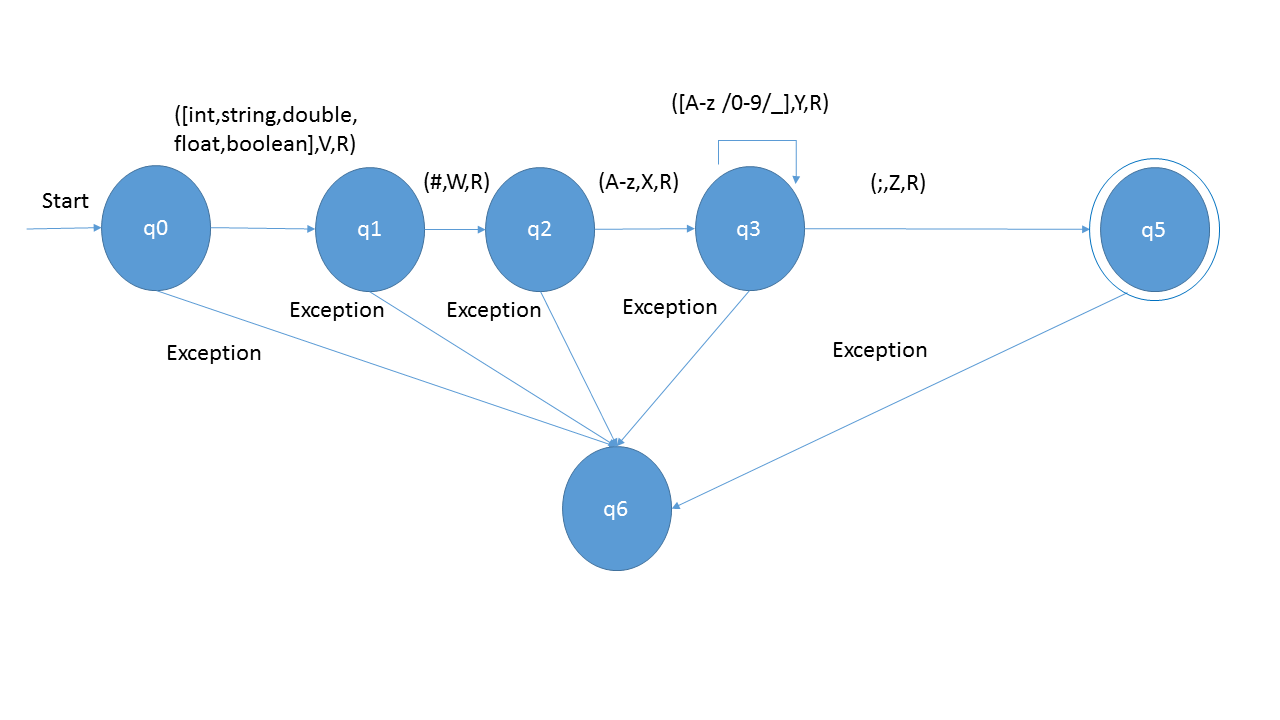 ([A-z /0-9/_],Y,R)
([int,string,double,
float,boolean],V,R)
(#,W,R)
(A-z,X,R)
(;,Z,R)
Start
q0
q1
q2
q3
q5
Exception
Exception
Exception
Exception
Exception
q6